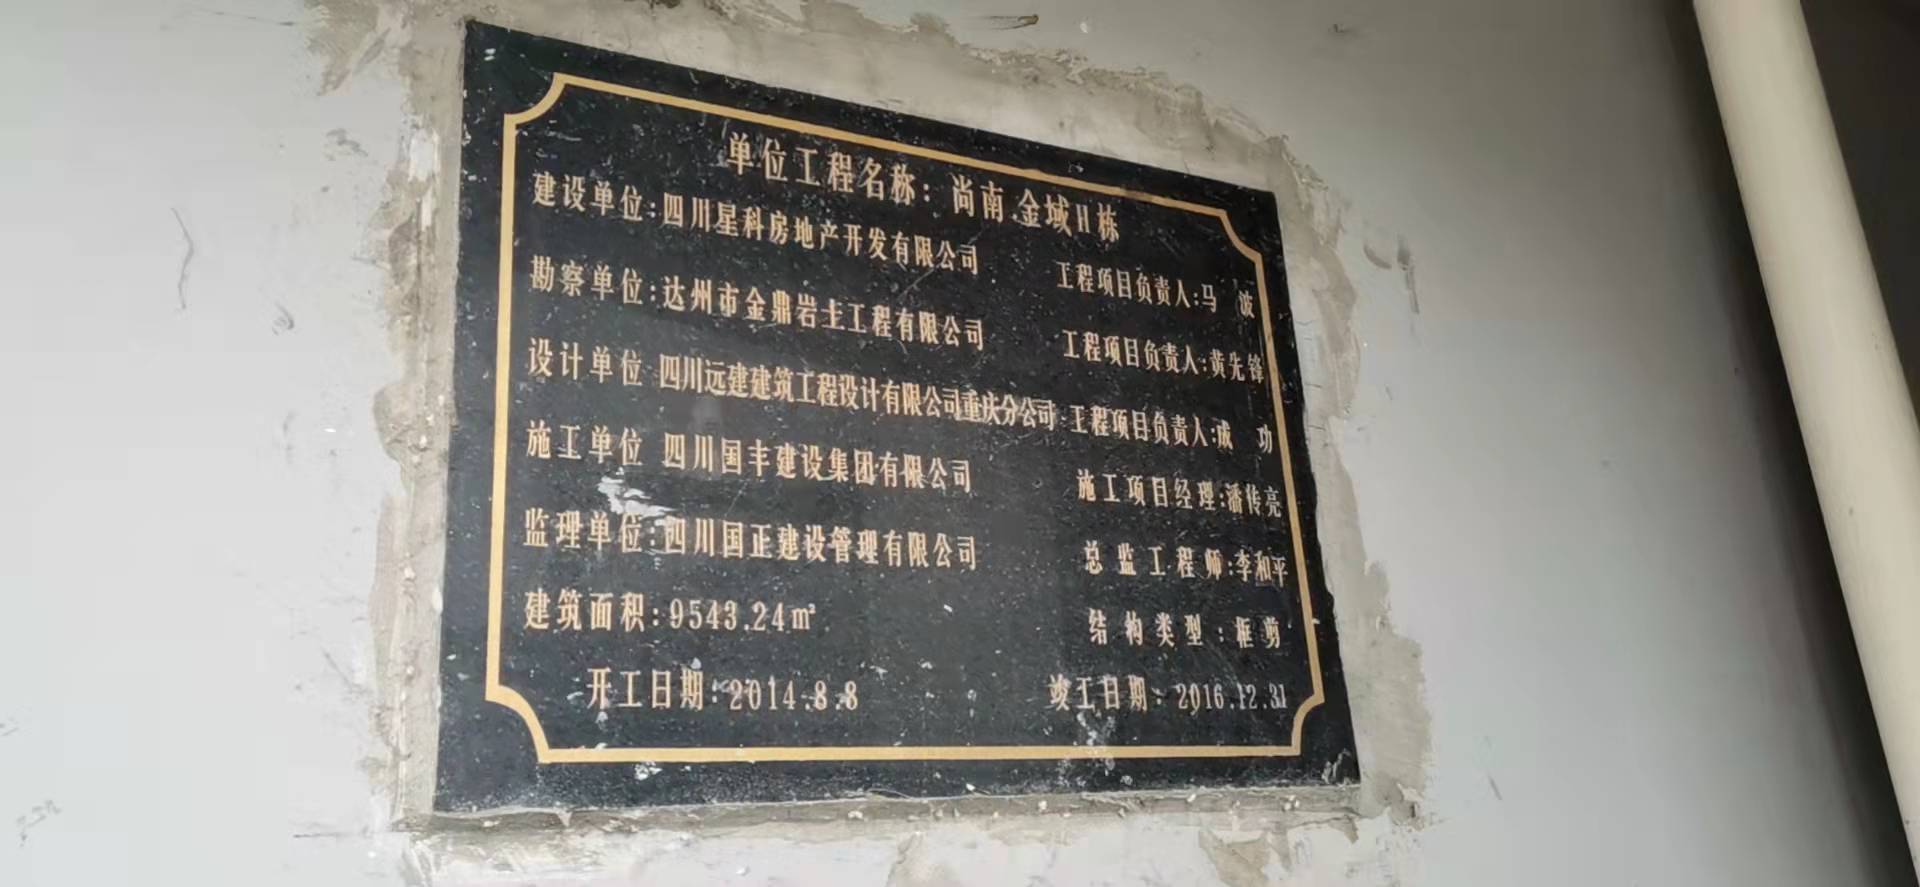 单位工程名称：尚南.金域H栋
建设单位:四川星科房地产开发有限公司 工程项目负责人:马 波
勘察单位:达州市金鼎岩土工程有限公司 工程项目负责人:黄先锋
设计单位 四川远建建筑工程设计有限公司重庆分公司 工程项目负责人:成 功
施工单位 四川国丰建设集团有限公司 施工项目经理:潘传亮
监理单位:四川国正建设管理有限公司 总监工程师:李和平
建筑面积:9543.24㎡ 结构类型:框剪
开工日期:2014.8.8 竣工日期:2016.12.31